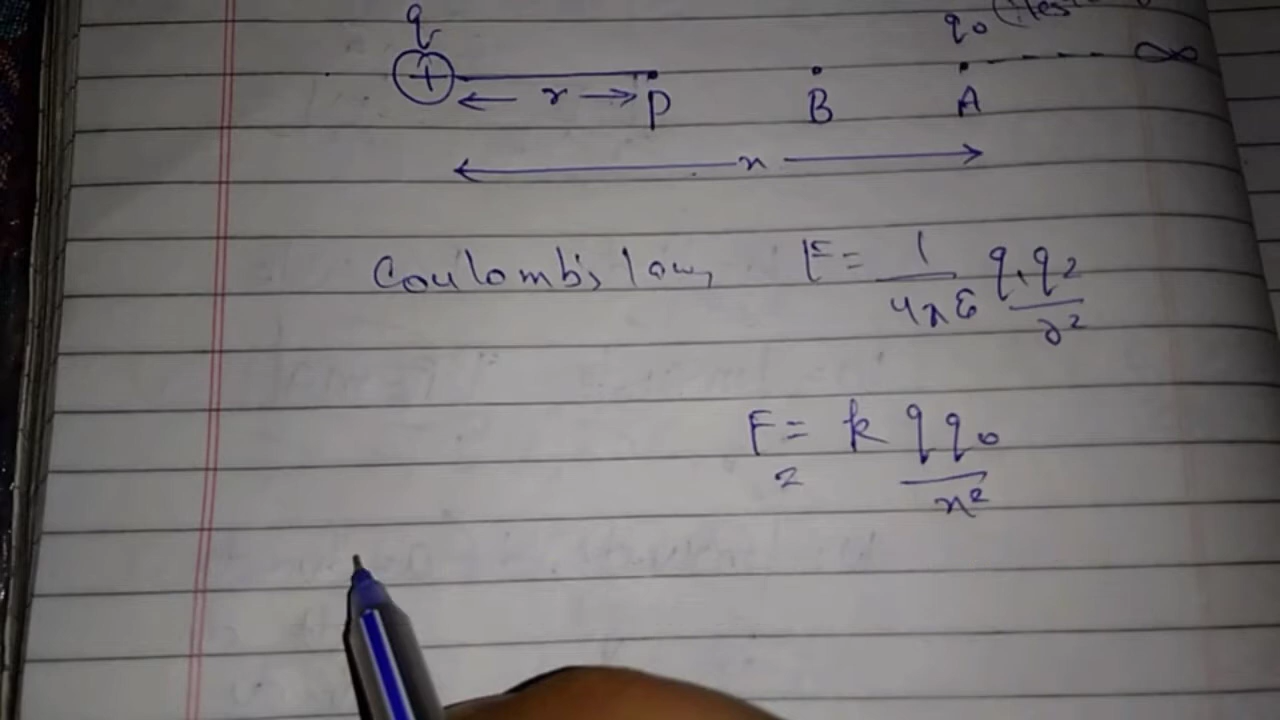 q
q₀ (test
+ ∞
← r → P B A
← x →
Coulomb's law, F = 1/4πε q₁q₂/r²
F = k qq₀/x²
2